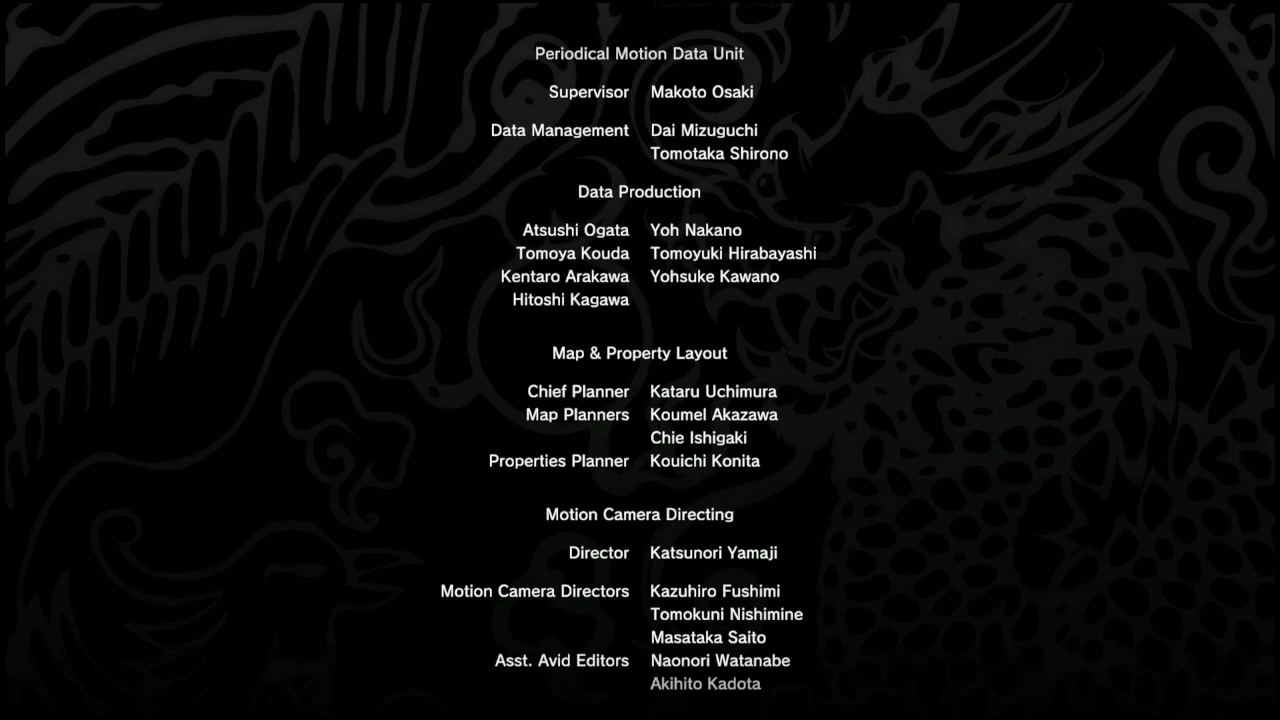 Periodical Motion Data Unit
Supervisor Makoto Osaki
Data Management Dai Mizuguchi
Tomotaka Shirono
Data Production
Atsushi Ogata Yoh Nakano
Tomoya Kouda Tomoyuki Hirabayashi
Kentaro Arakawa Yohsuke Kawano
Hitoshi Kagawa
Map & Property Layout
Chief Planner Kataru Uchimura
Map Planners Koumel Akazawa
Chie Ishigaki
Properties Planner Kouichi Konita
Motion Camera Directing
Director Katsunori Yamaji
Motion Camera Directors Kazuhiro Fushimi
Tomokuni Nishimine
Masataka Saito
Asst. Avid Editors Naonori Watanabe
Akihito Kadota